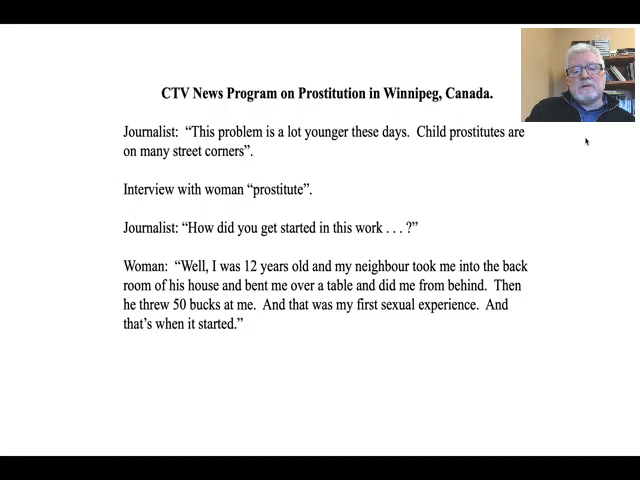 CTV News Program on Prostitution in Winnipeg, Canada.
Journalist: “This problem is a lot younger these days. Child prostitutes are
on many street corners”.
Interview with woman “prostitute”.
Journalist: “How did you get started in this work . . . ?”
Woman: “Well, I was 12 years old and my neighbour took me into the back
room of his house and bent me over a table and did me from behind. Then
he threw 50 bucks at me. And that was my first sexual experience. And
that’s when it started.”